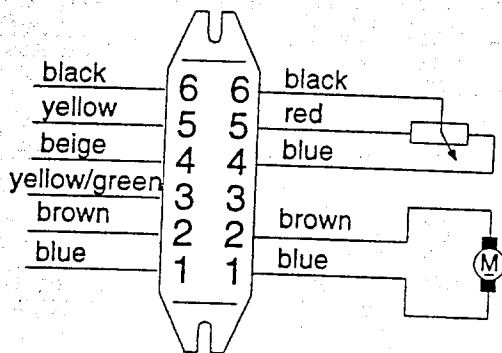 black 6 6 black
yellow 5 5 red
beige 4 4 blue
yellow/green 3 3
brown 2 2 brown
blue 1 1 blue
M